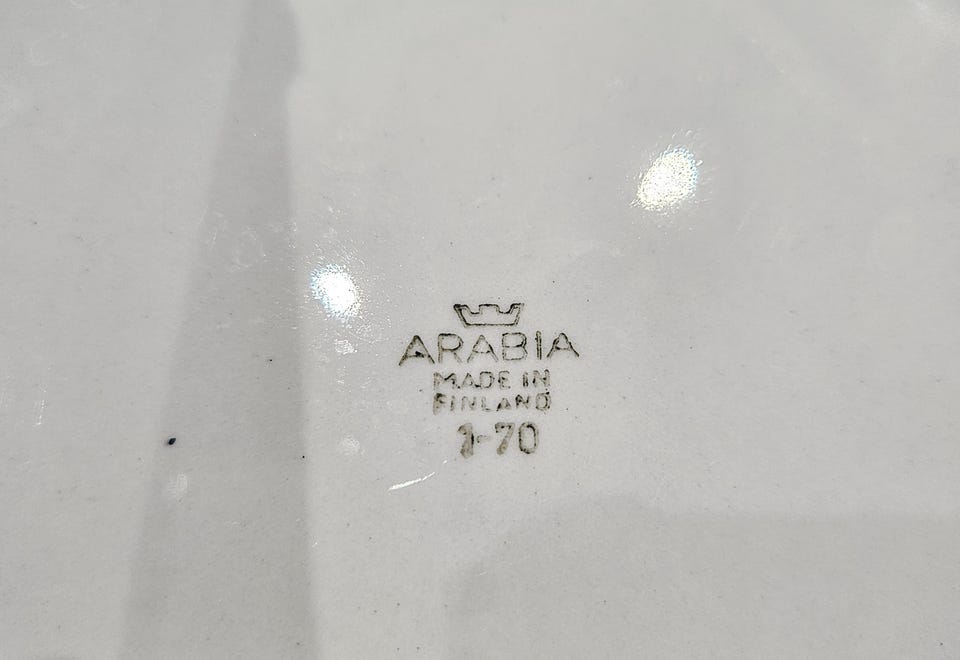 ARABIA
MADE IN
FINLAND
1-70